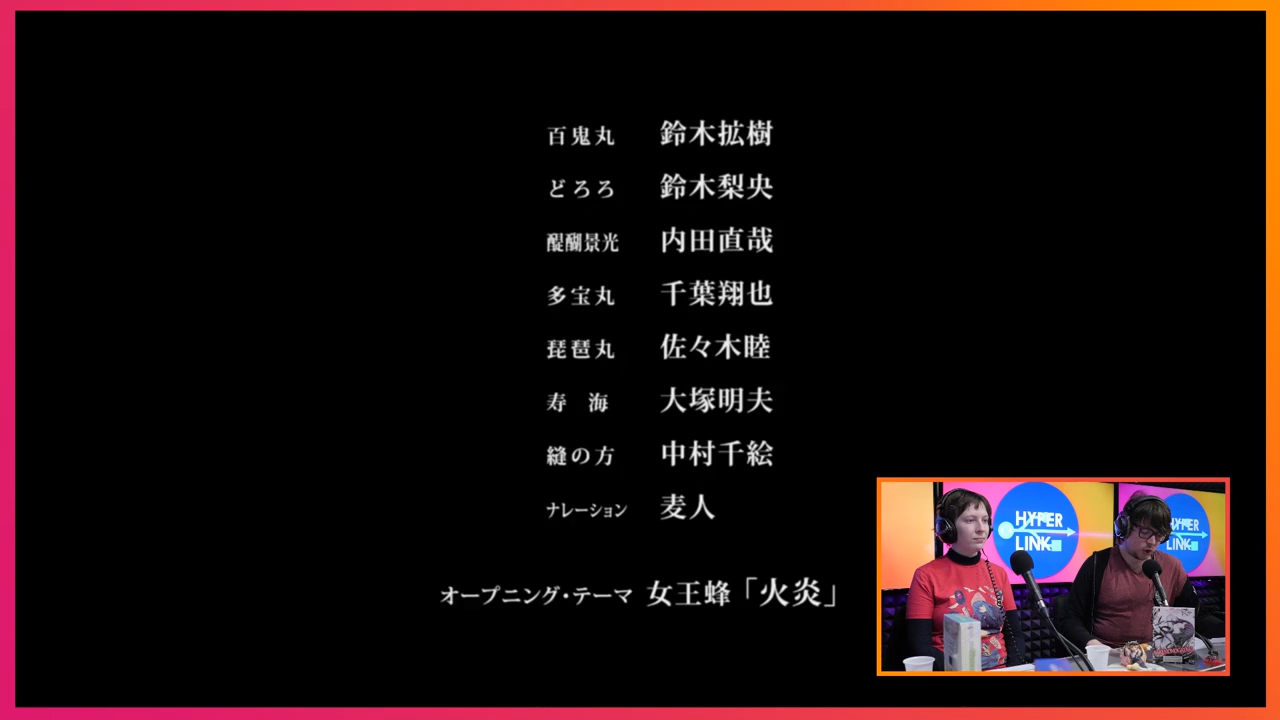 百鬼丸 鈴木拡樹
どろろ 鈴木梨央
醍醐景光 内田直哉
多宝丸 千葉翔也
琵琶丸 佐々木睦
寿 海 大塚明夫
縫の方 中村千絵
ナレーション 麦人
オープニング・テーマ 女王蜂「火炎」
HYPER
LINK
HYPER
LINK